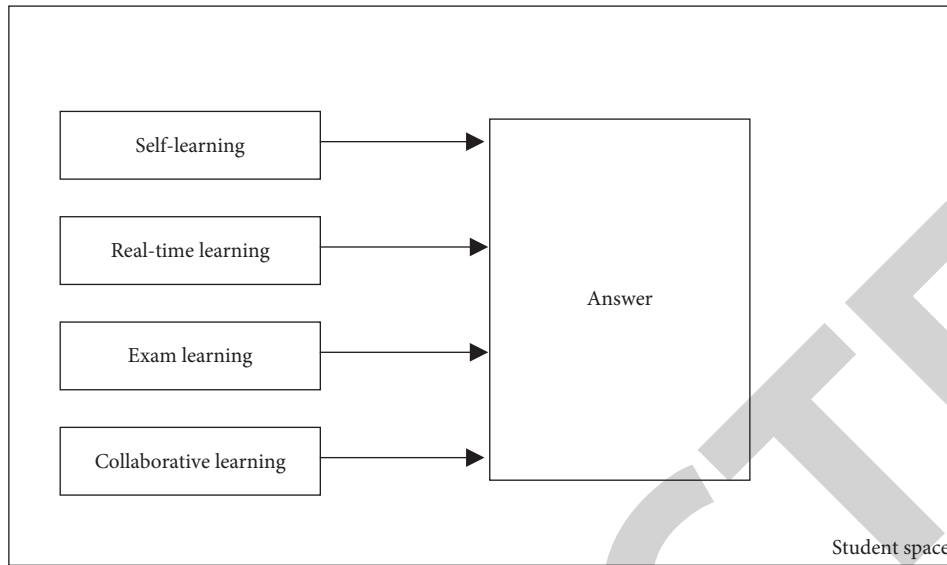 Self-learning
Real-time learning
Exam learning
Collaborative learning
Answer
Student space